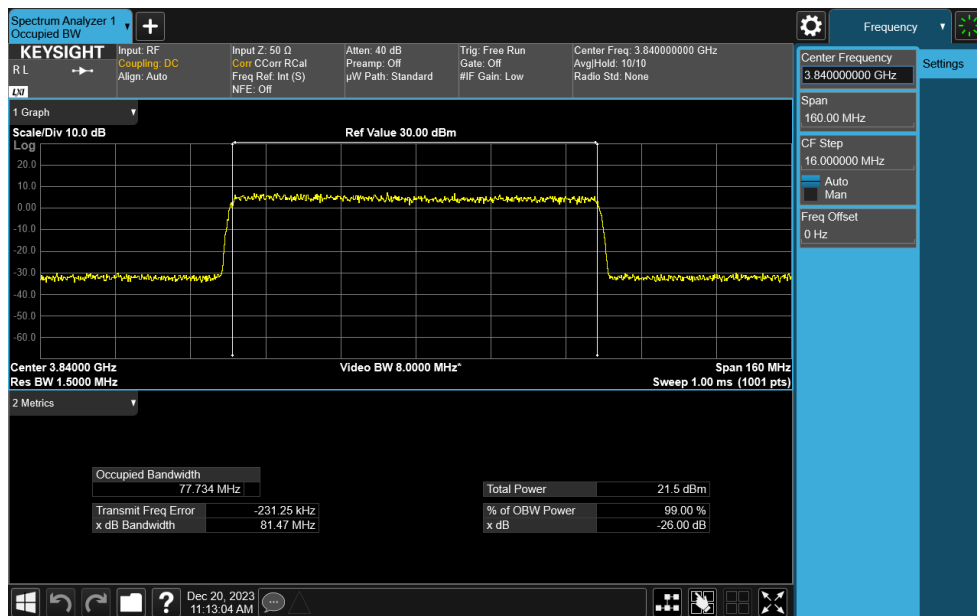 Spectrum Analyzer 1
Occupied BW
+
Frequency
KEYSIGHT
R L
LXI
Input: RF
Coupling: DC
Align: Auto
Input Z: 50 Ω
Corr CCorr RCal
Freq Ref: Int (S)
NFE: Off
Atten: 40 dB
Preamp: Off
µW Path: Standard
Trig: Free Run
Gate: Off
#IF Gain: Low
Center Freq: 3.840000000 GHz
Avg|Hold: 10/10
Radio Std: None
Center Frequency
3.840000000 GHz
Settings
Span
160.00 MHz
CF Step
16.000000 MHz
Auto
Man
Freq Offset
0 Hz
1 Graph
Scale/Div 10.0 dB
Ref Value 30.00 dBm
Log
20.0
10.0
0.00
-10.0
-20.0
-30.0
-40.0
-50.0
-60.0
Center 3.84000 GHz
Video BW 8.0000 MHz*
Span 160 MHz
Res BW 1.5000 MHz
Sweep 1.00 ms (1001 pts)
2 Metrics
Occupied Bandwidth
77.734 MHz
Total Power 21.5 dBm
Transmit Freq Error -231.25 kHz
% of OBW Power 99.00 %
x dB Bandwidth 81.47 MHz
x dB -26.00 dB
?
Dec 20, 2023
11:13:04 AM